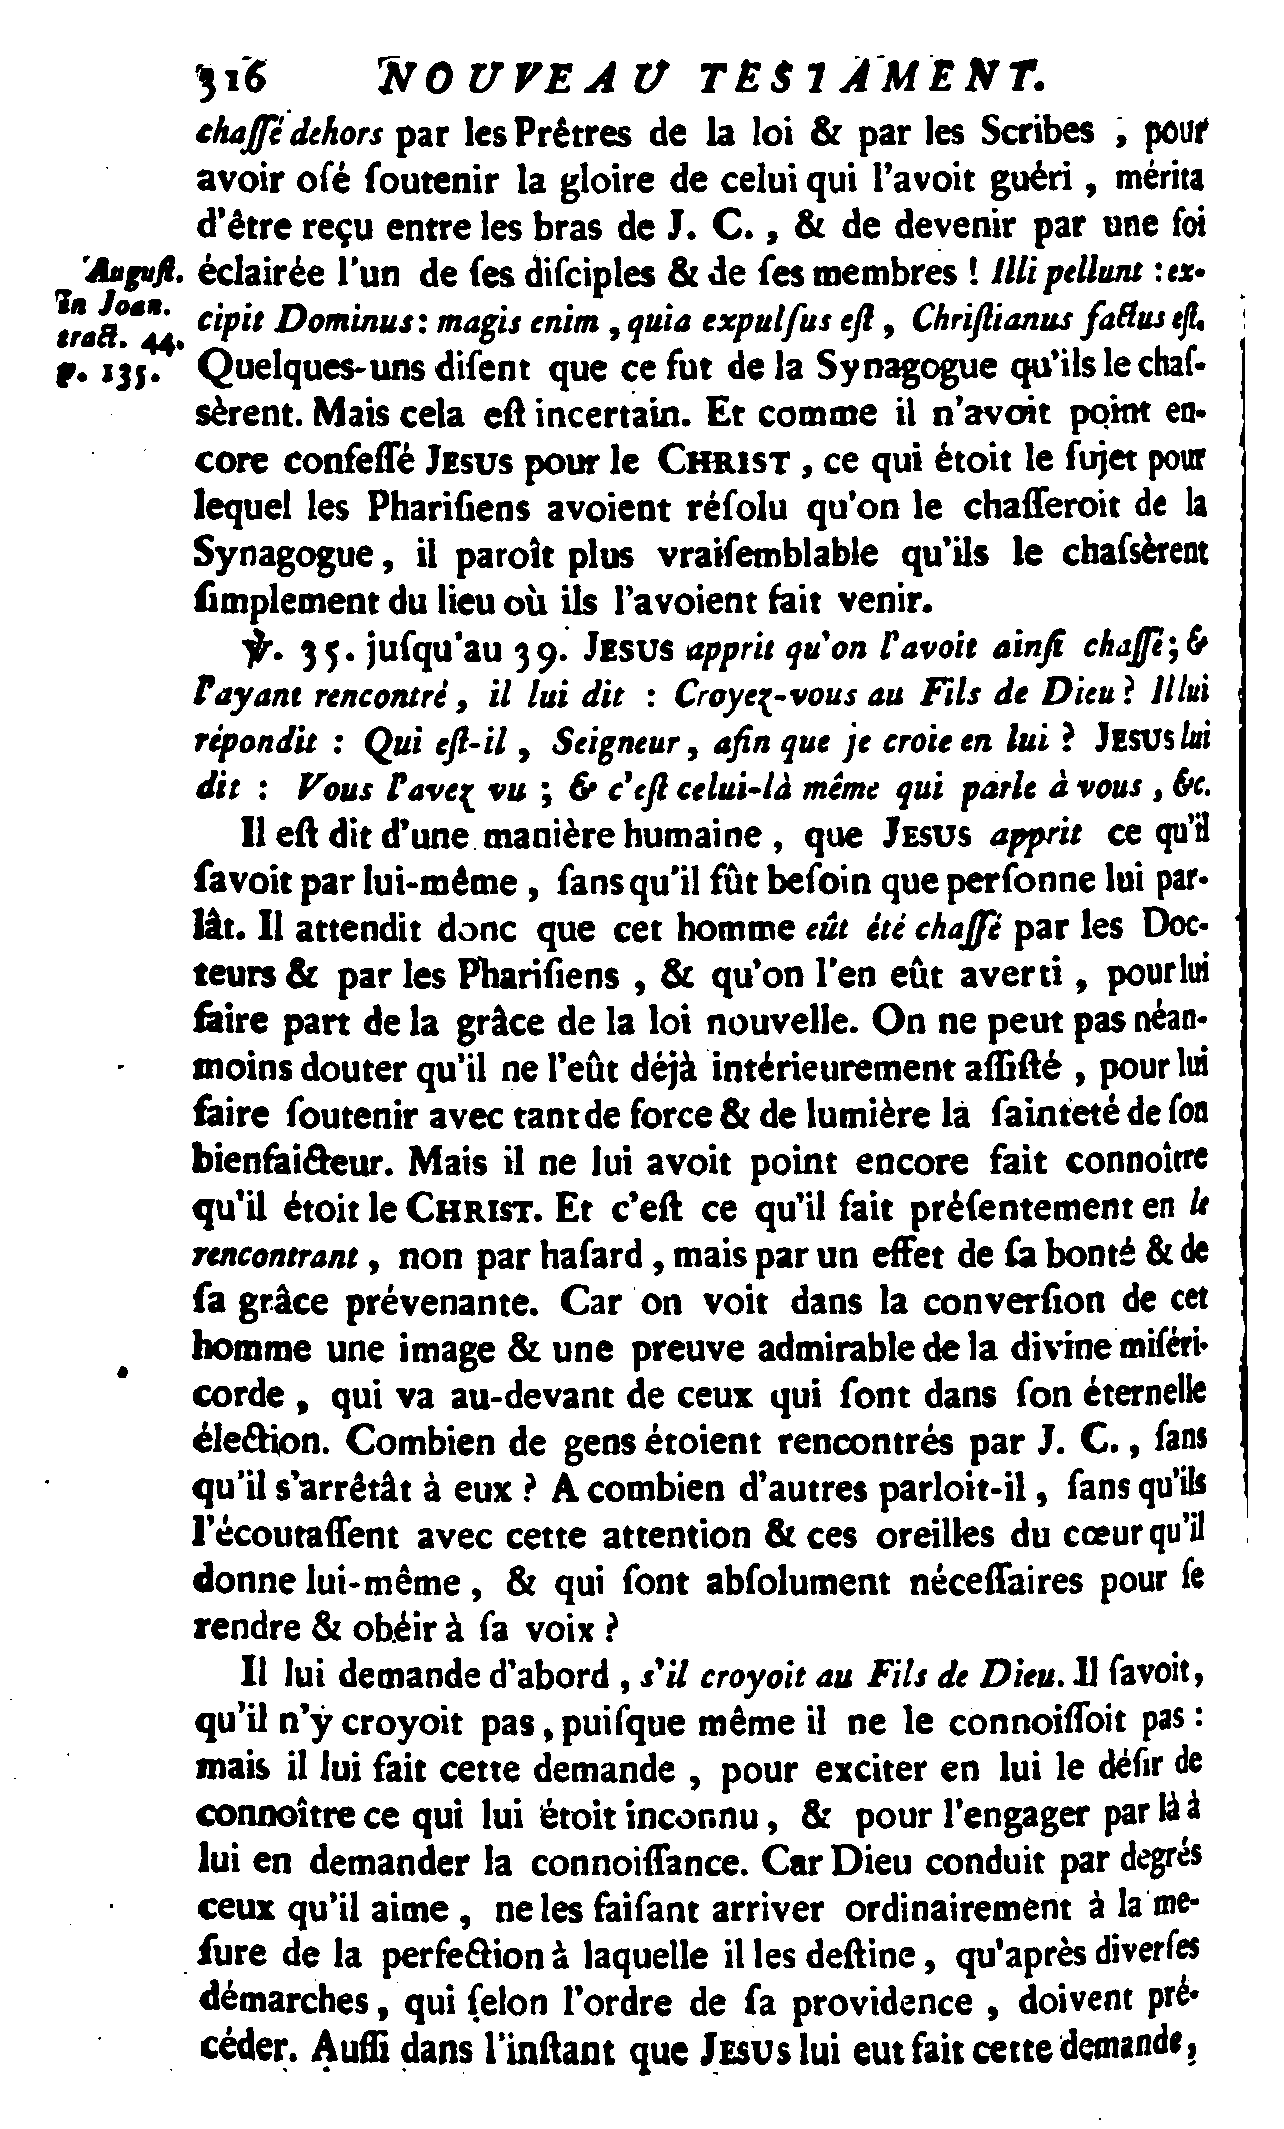 316 NOUVEAU TESTAMENT.
chaſſé dehors par les Prêtres de la loi & par les Scribes , pour
avoir oſé ſoutenir la gloire de celui qui l'avoit guéri , mérita
d'être reçu entre les bras de J. C. , & de devenir par une foi
éclairée l'un de ſes diſciples & de ſes membres ! Illi pellunt : ex-
cipit Dominus : magis enim , quia expulſus eſt , Chriſtianus factus eſt.
Auguſt.
in Joan.
tract. 44.
p. 135.
Quelques-uns diſent que ce fut de la Synagogue qu'ils le chaſ-
sèrent. Mais cela eſt incertain. Et comme il n'avoit point en-
core confeſſé JESUS pour le CHRIST , ce qui étoit le ſujet pour
lequel les Phariſiens avoient réſolu qu'on le chaſſeroit de la
Synagogue , il paroît plus vraiſemblable qu'ils le chaſsèrent
ſimplement du lieu où ils l'avoient fait venir.
℣. 35. juſqu'au 39. JESUS apprit qu'on l'avoit ainſi chaſſé ; &
l'ayant rencontré , il lui dit : Croyez-vous au Fils de Dieu ? Il lui
répondit : Qui eſt-il , Seigneur , afin que je croie en lui ? JESUS lui
dit : Vous l'avez vu ; & c'eſt celui-là même qui parle à vous , &c.
Il eſt dit d'une manière humaine , que JESUS apprit ce qu'il
ſavoit par lui-même , ſans qu'il fût beſoin que perſonne lui par-
lât. Il attendit donc que cet homme eût été chaſſé par les Doc-
teurs & par les Phariſiens , & qu'on l'en eût averti , pour lui
faire part de la grâce de la loi nouvelle. On ne peut pas néan-
moins douter qu'il ne l'eût déjà intérieurement aſſiſté , pour lui
faire ſoutenir avec tant de force & de lumière la ſainteté de ſon
bienfaicteur. Mais il ne lui avoit point encore fait connoître
qu'il étoit le CHRIST. Et c'eſt ce qu'il fait préſentement en le
rencontrant , non par haſard , mais par un effet de ſa bonté & de
ſa grâce prévenante. Car on voit dans la converſion de cet
homme une image & une preuve admirable de la divine miſéri-
corde , qui va au-devant de ceux qui ſont dans ſon éternelle
élection. Combien de gens étoient rencontrés par J. C. , ſans
qu'il s'arrêtât à eux ? A combien d'autres parloit-il , ſans qu'ils
l'écoutaſſent avec cette attention & ces oreilles du cœur qu'il
donne lui-même , & qui ſont abſolument néceſſaires pour ſe
rendre & obéir à ſa voix ?
Il lui demande d'abord , s'il croyoit au Fils de Dieu. Il ſavoit,
qu'il n'y croyoit pas , puiſque même il ne le connoiſſoit pas :
mais il lui fait cette demande , pour exciter en lui le déſir de
connoître ce qui lui étoit inconnu , & pour l'engager par là à
lui en demander la connoiſſance. Car Dieu conduit par degrés
ceux qu'il aime , ne les faiſant arriver ordinairement à la me-
ſure de la perfection à laquelle il les deſtine , qu'après diverſes
démarches , qui ſelon l'ordre de ſa providence , doivent pré-
céder. Auſſi dans l'inſtant que JESUS lui eut fait cette demande,